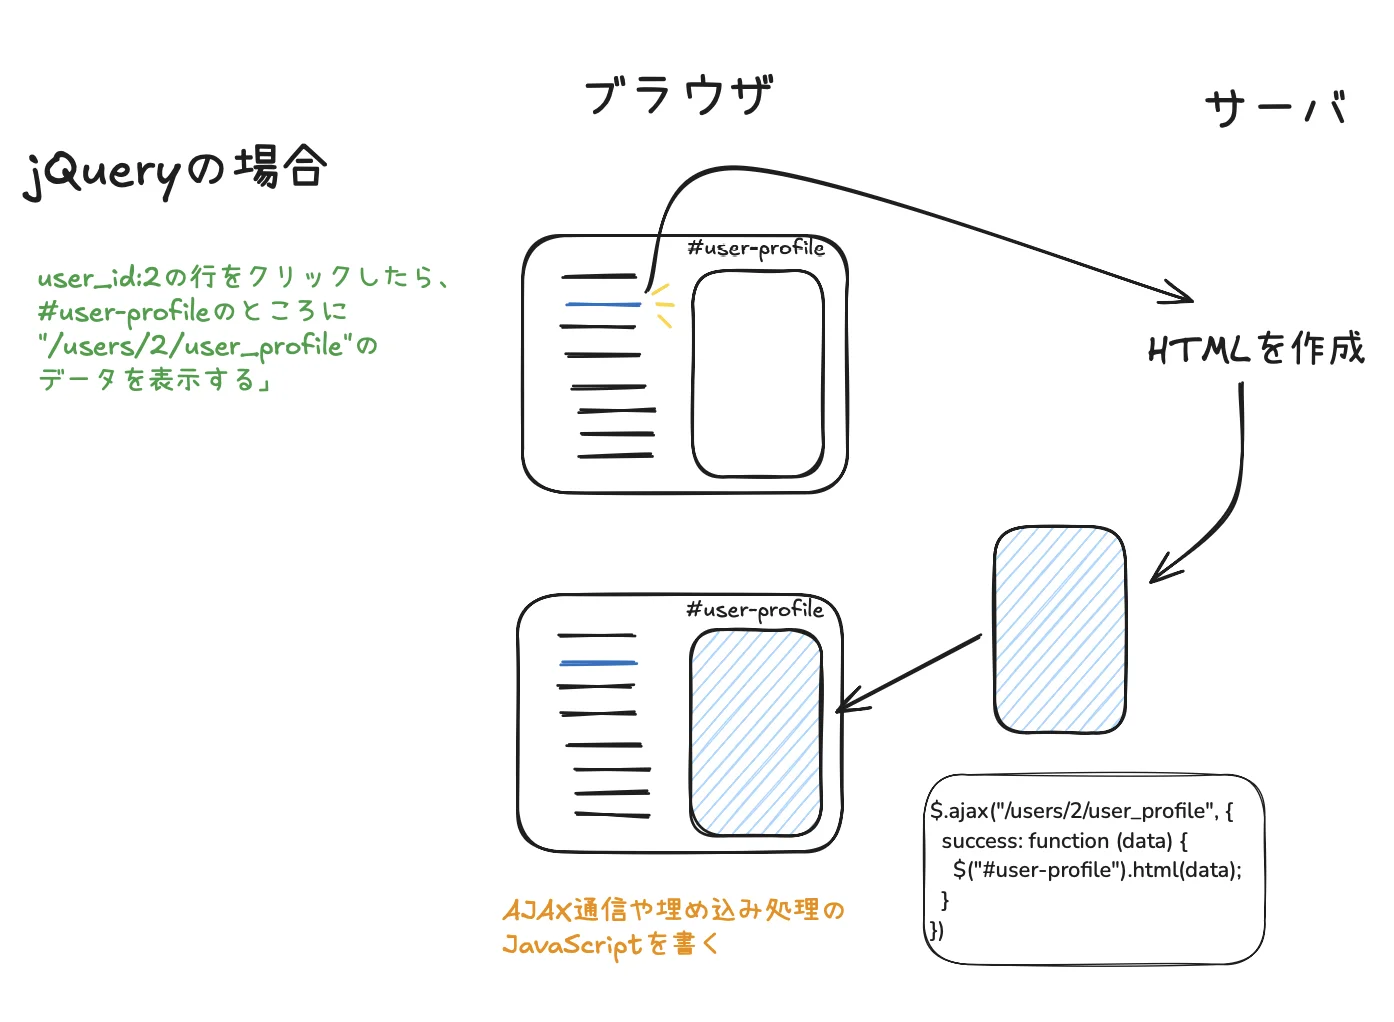 ブラウザ
サーバ
jQueryの場合
user_id:2の行をクリックしたら、
#user-profileのところに
"/users/2/user_profile"の
データを表示する」
#user-profile
HTMLを作成
#user-profile
$.ajax("/users/2/user_profile", {
success: function (data) {
$("#user-profile").html(data);
}
})
AJAX通信や埋め込み処理の
JavaScriptを書く